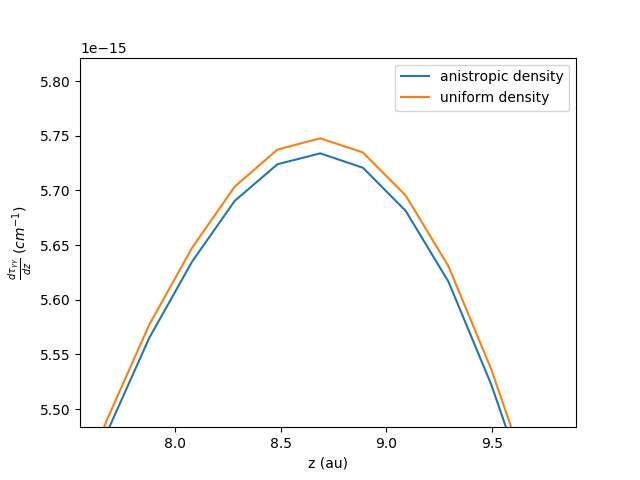 1e−15
5.80
5.75
5.70
5.65
5.60
5.55
5.50
dτγγ/dz (cm⁻¹)
anistropic density
uniform density
8.0 8.5 9.0 9.5
z (au)